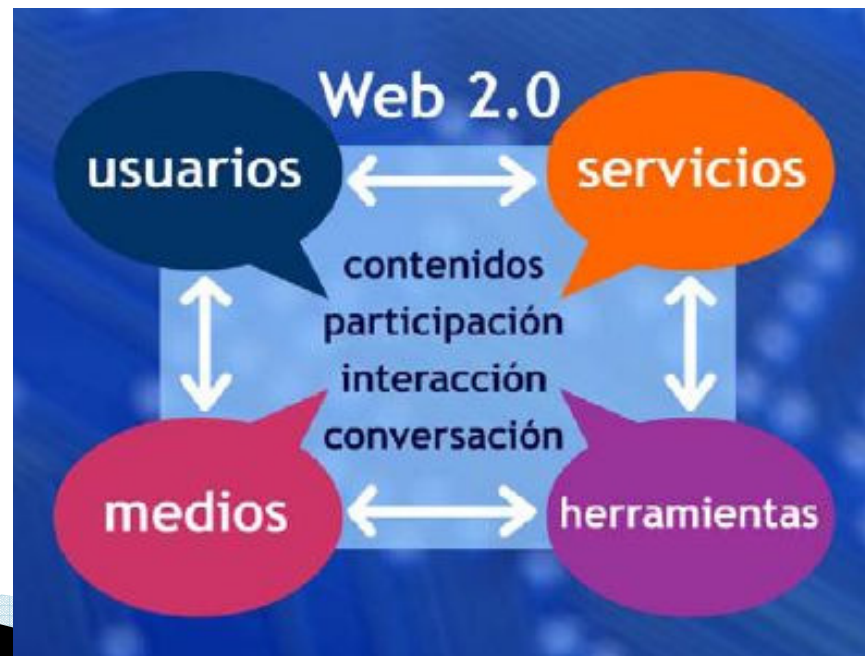 Web 2.0
usuarios
servicios
contenidos
participación
interacción
conversación
medios
herramientas